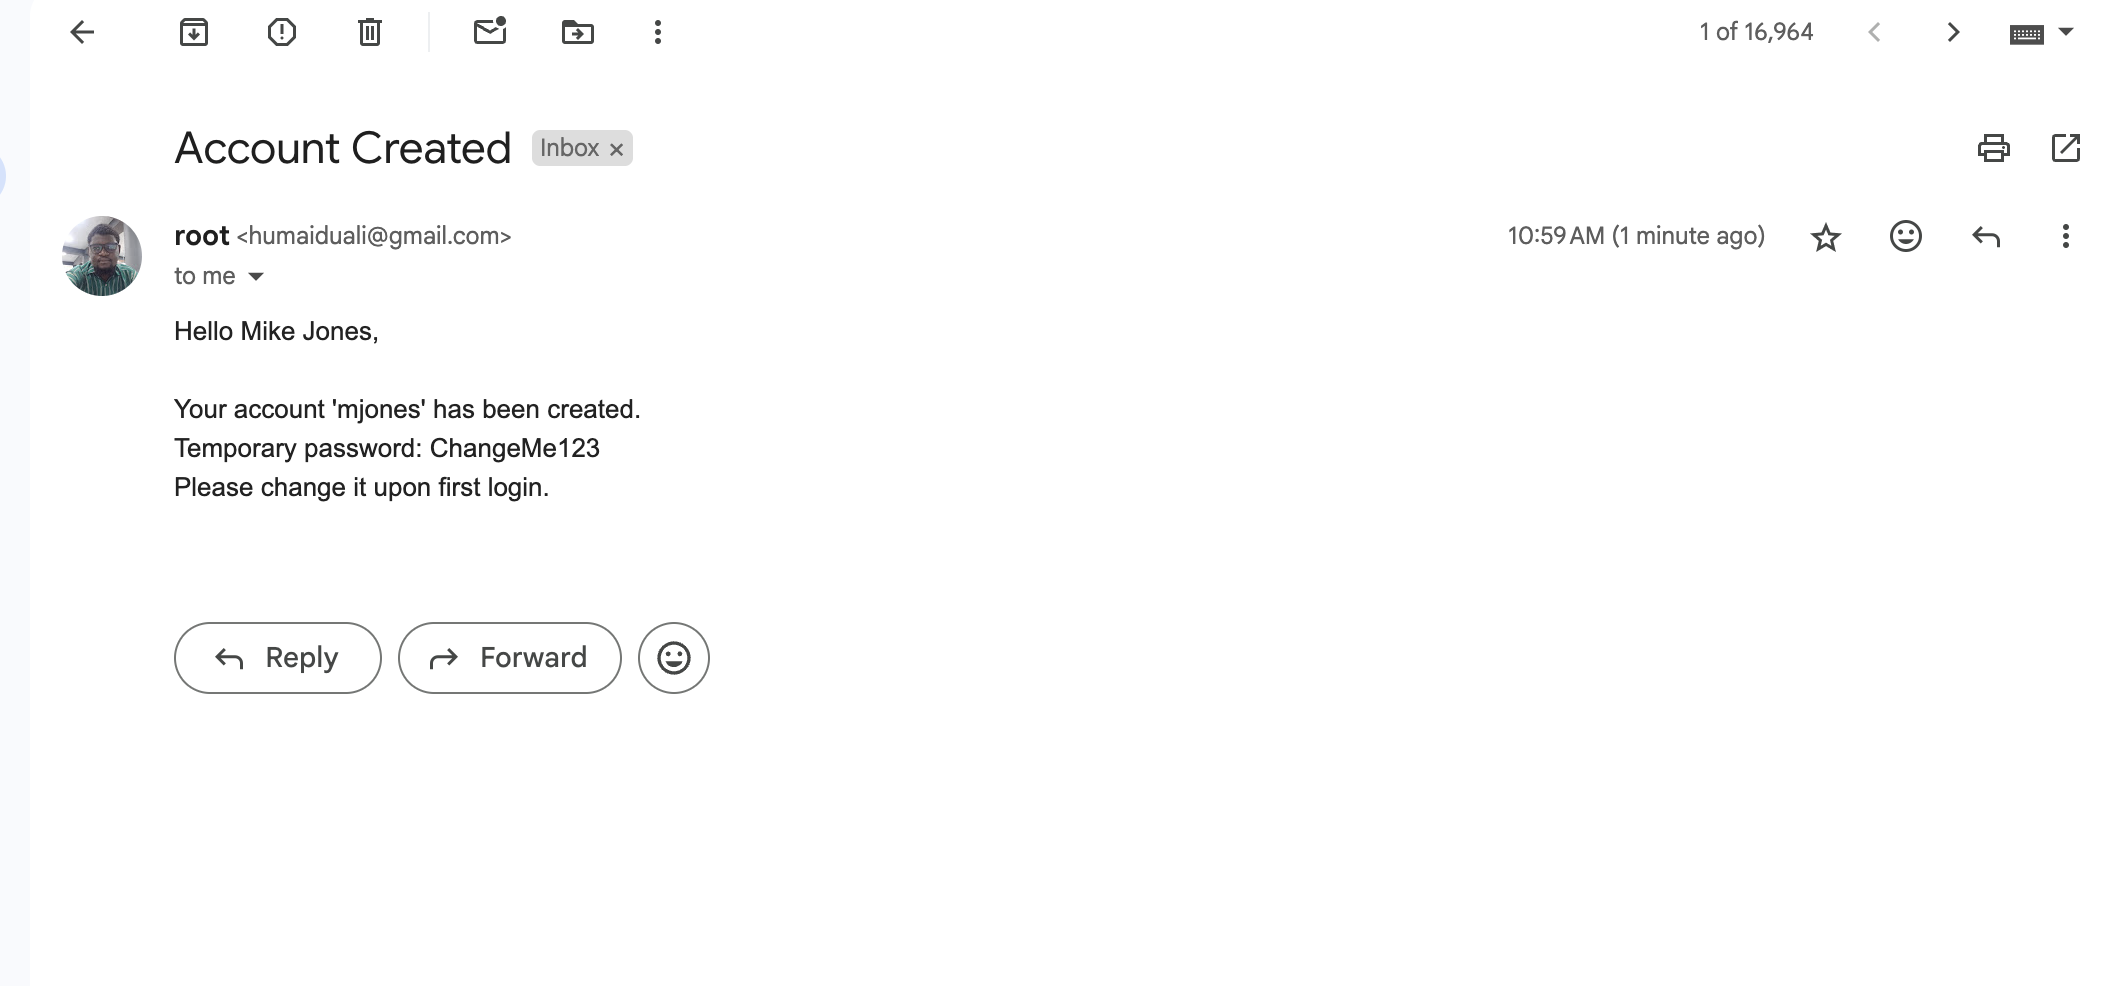 1 of 16,964
Account Created Inbox ×
root <humaiduali@gmail.com> 10:59 AM (1 minute ago)
to me
Hello Mike Jones,
Your account 'mjones' has been created.
Temporary password: ChangeMe123
Please change it upon first login.
Reply Forward